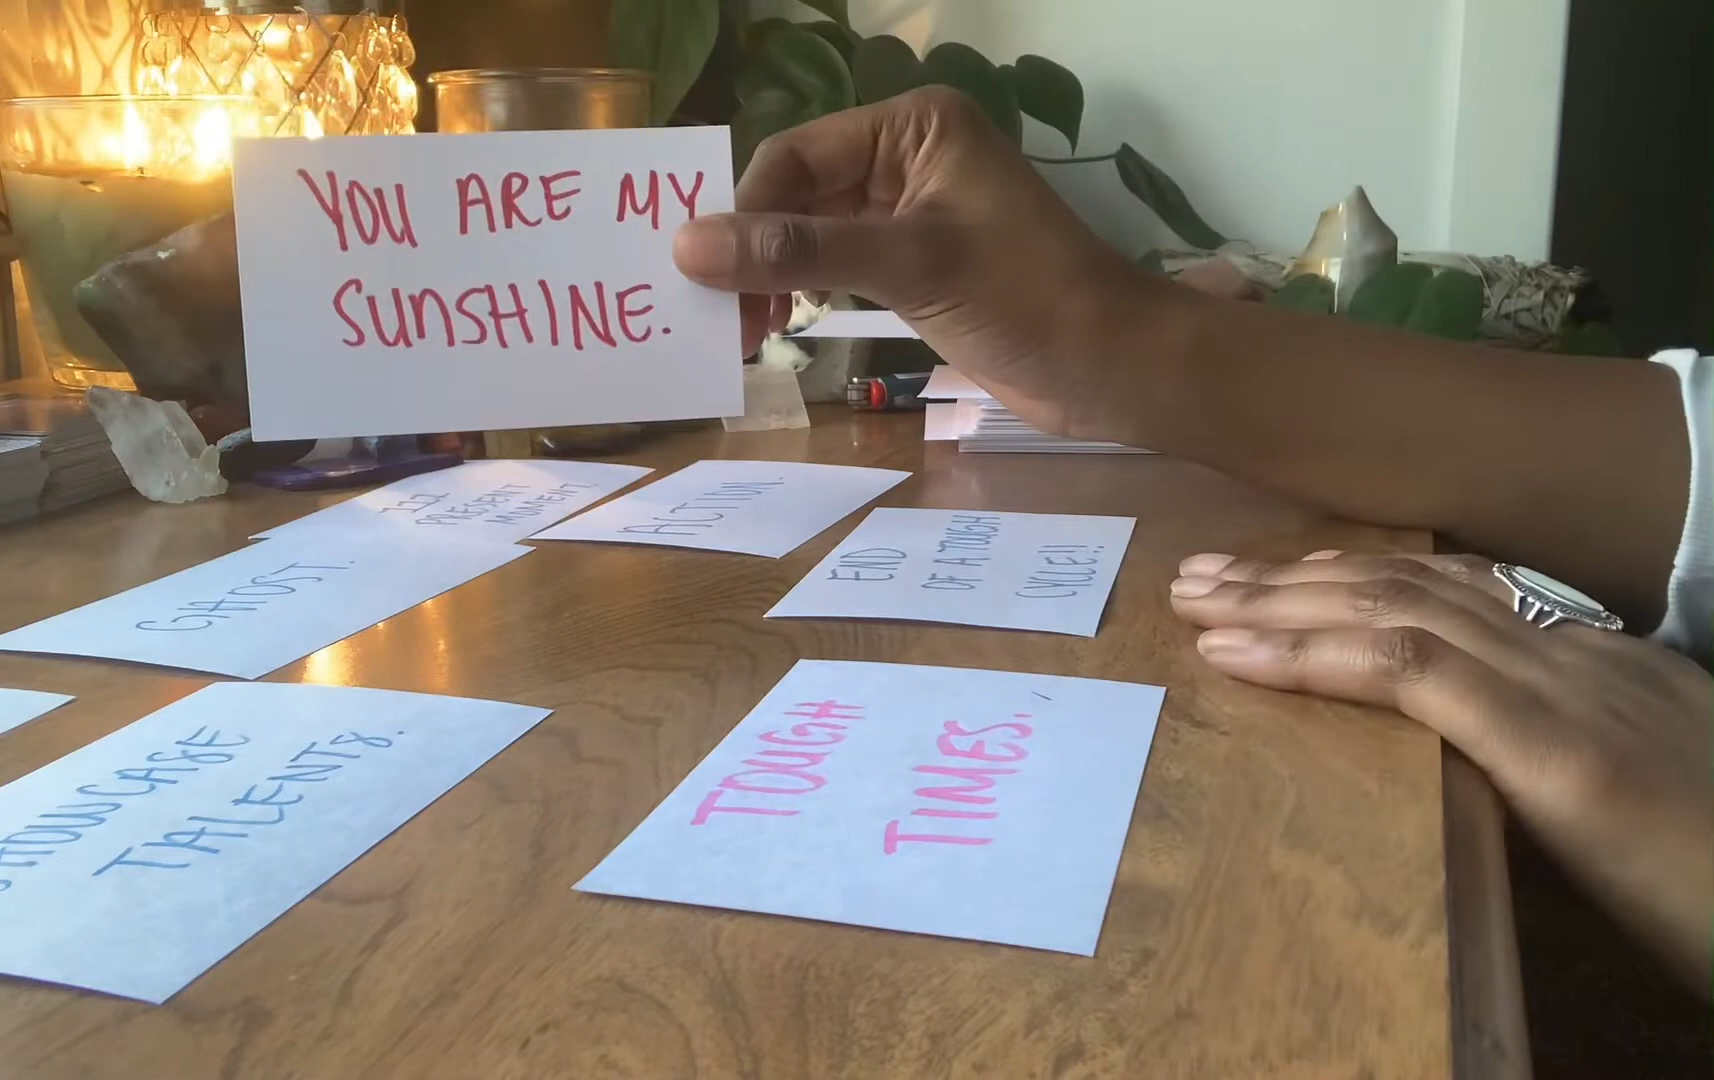 YOU ARE MY
SUNSHINE.
PRESENT
MOMENT.
ACTION.
GHOST.
END
OF A TOUGH
CYCLE!!
TOUGH
TIMES.
SHOWCASE
TALENTS.